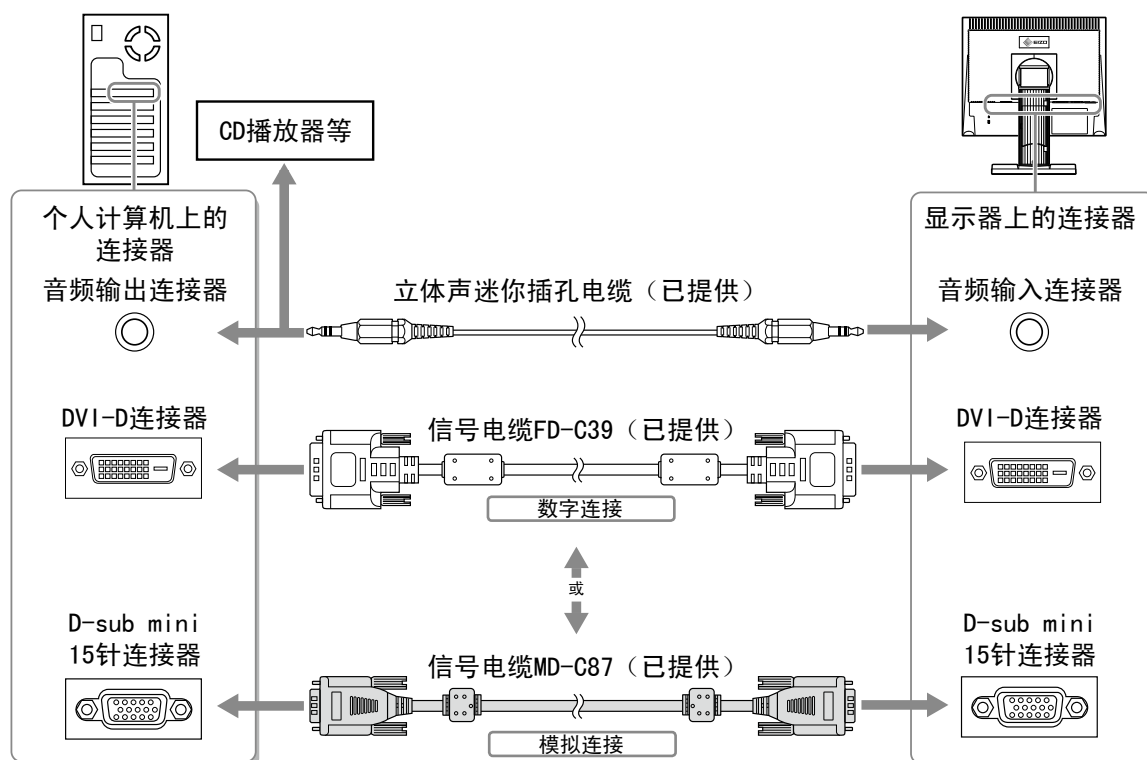 EIZO
CD播放器等
个人计算机上的
连接器
显示器上的连接器
音频输出连接器
立体声迷你插孔电缆（已提供）
音频输入连接器
DVI-D连接器
信号电缆FD-C39（已提供）
DVI-D连接器
数字连接
或
D-sub mini
15针连接器
信号电缆MD-C87（已提供）
D-sub mini
15针连接器
模拟连接